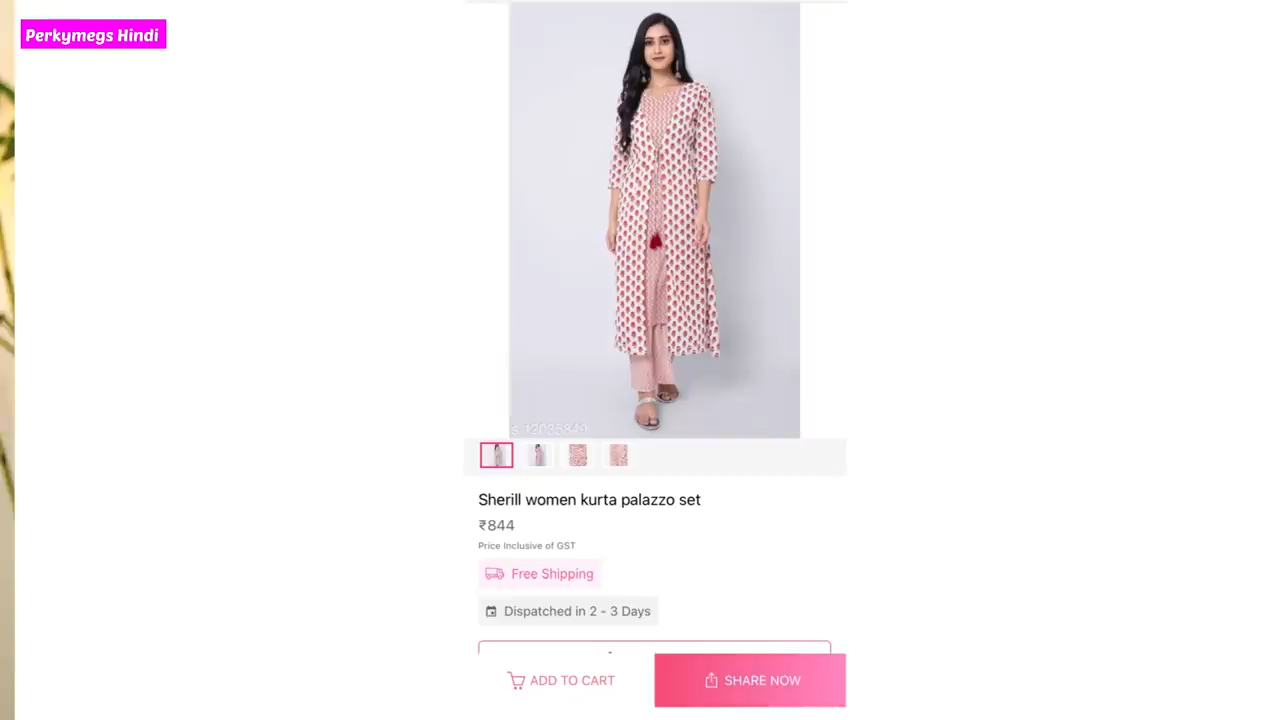 Perkymegs Hindi
s 12035849
Sherill women kurta palazzo set
₹844
Price Inclusive of GST
Free Shipping
Dispatched in 2 - 3 Days
ADD TO CART
SHARE NOW